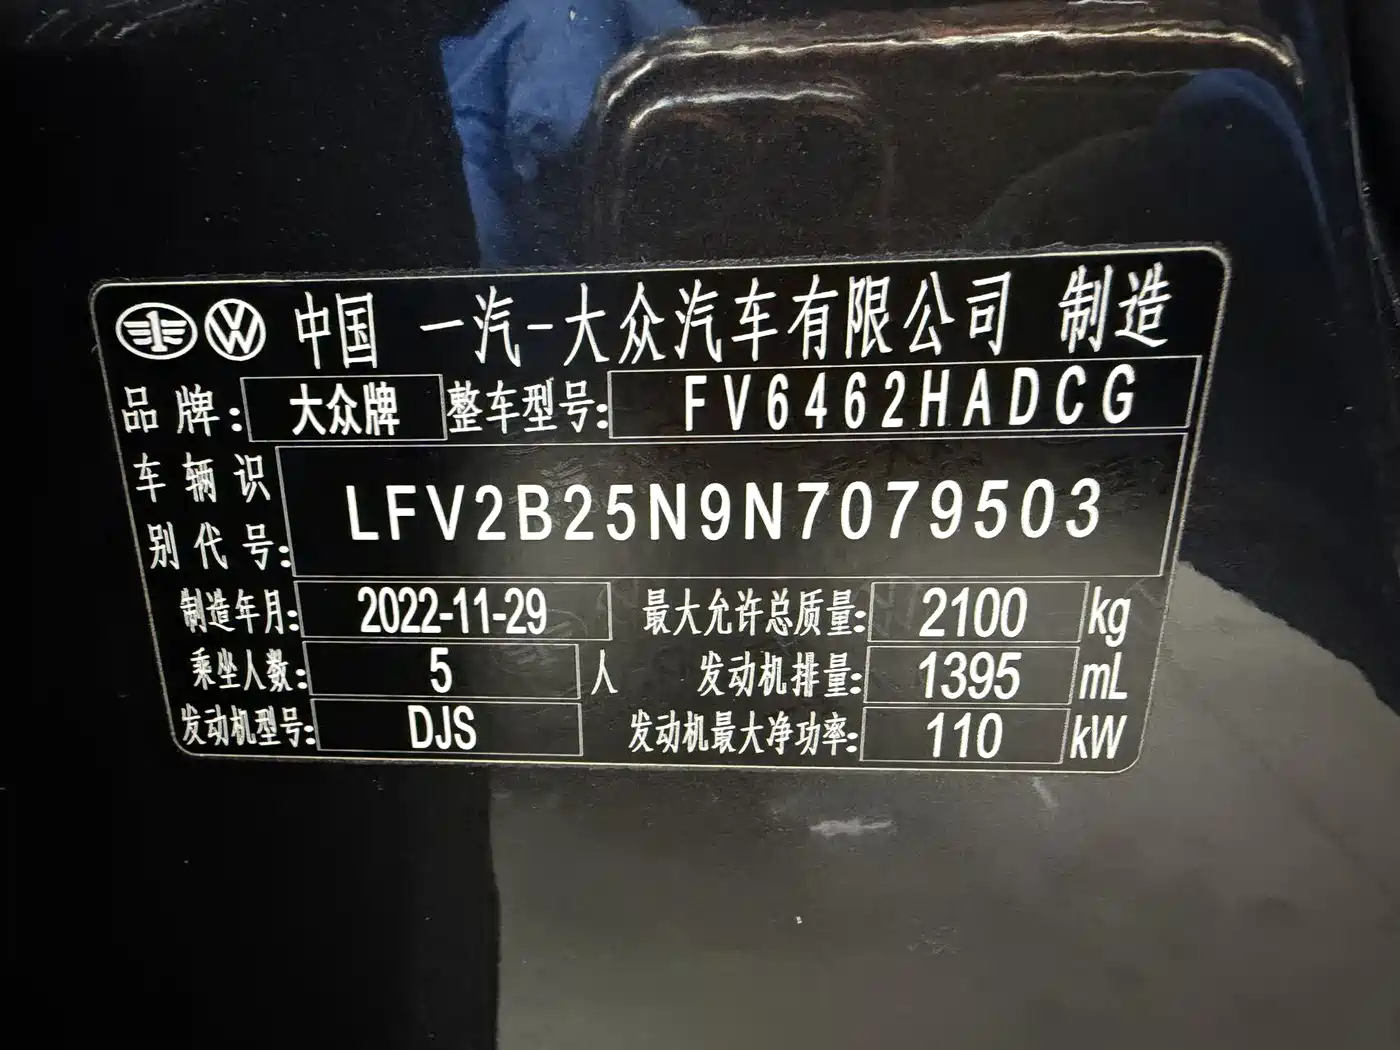 中国 一汽-大众汽车有限公司 制造
品牌: 大众牌 整车型号: FV6462HADCG
车辆识别代号: LFV2B25N9N7079503
制造年月: 2022-11-29 最大允许总质量: 2100 kg
乘坐人数: 5 人 发动机排量: 1395 mL
发动机型号: DJS 发动机最大净功率: 110 kW